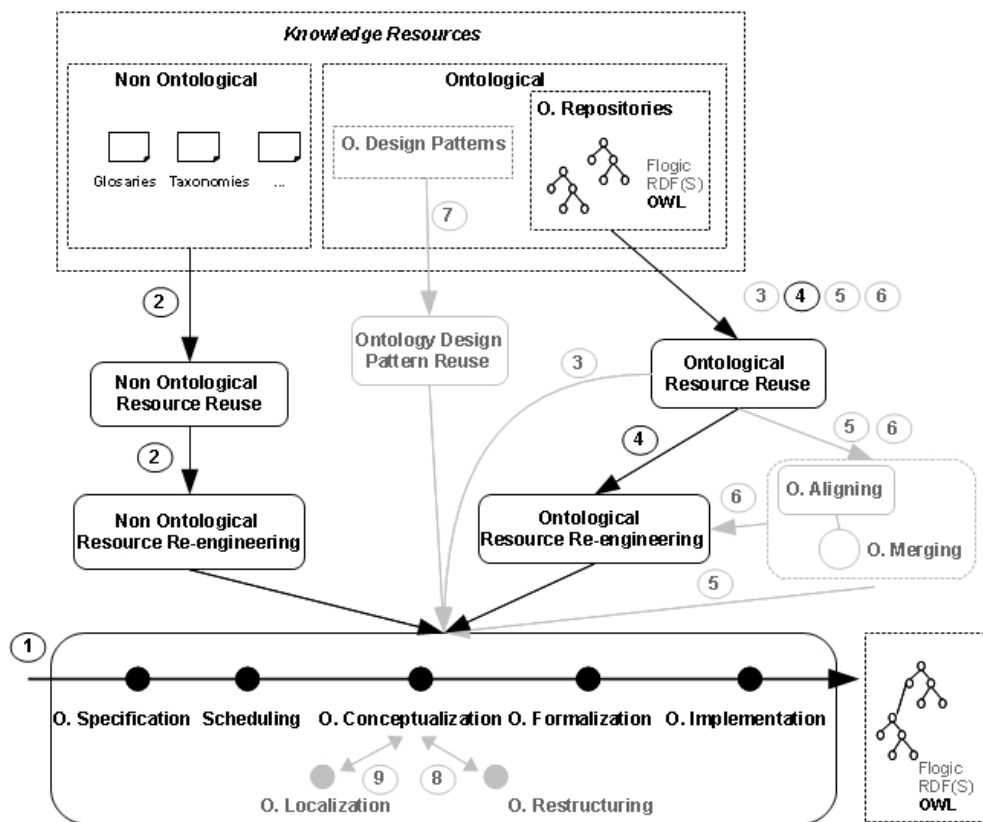 Knowledge Resources
Non Ontological
Ontological
O. Repositories
O. Design Patterns
Glosaries
Taxonomies
...
Flogic
RDF(S)
OWL
7
2
3
4
5
6
Ontology Design
Pattern Reuse
3
Ontological
Resource Reuse
Non Ontological
Resource Reuse
2
4
5
6
O. Aligning
6
Non Ontological
Resource Re-engineering
Ontological
Resource Re-engineering
O. Merging
5
1
O. Specification
Scheduling
O. Conceptualization
O. Formalization
O. Implementation
9
8
O. Localization
O. Restructuring
Flogic
RDF(S)
OWL